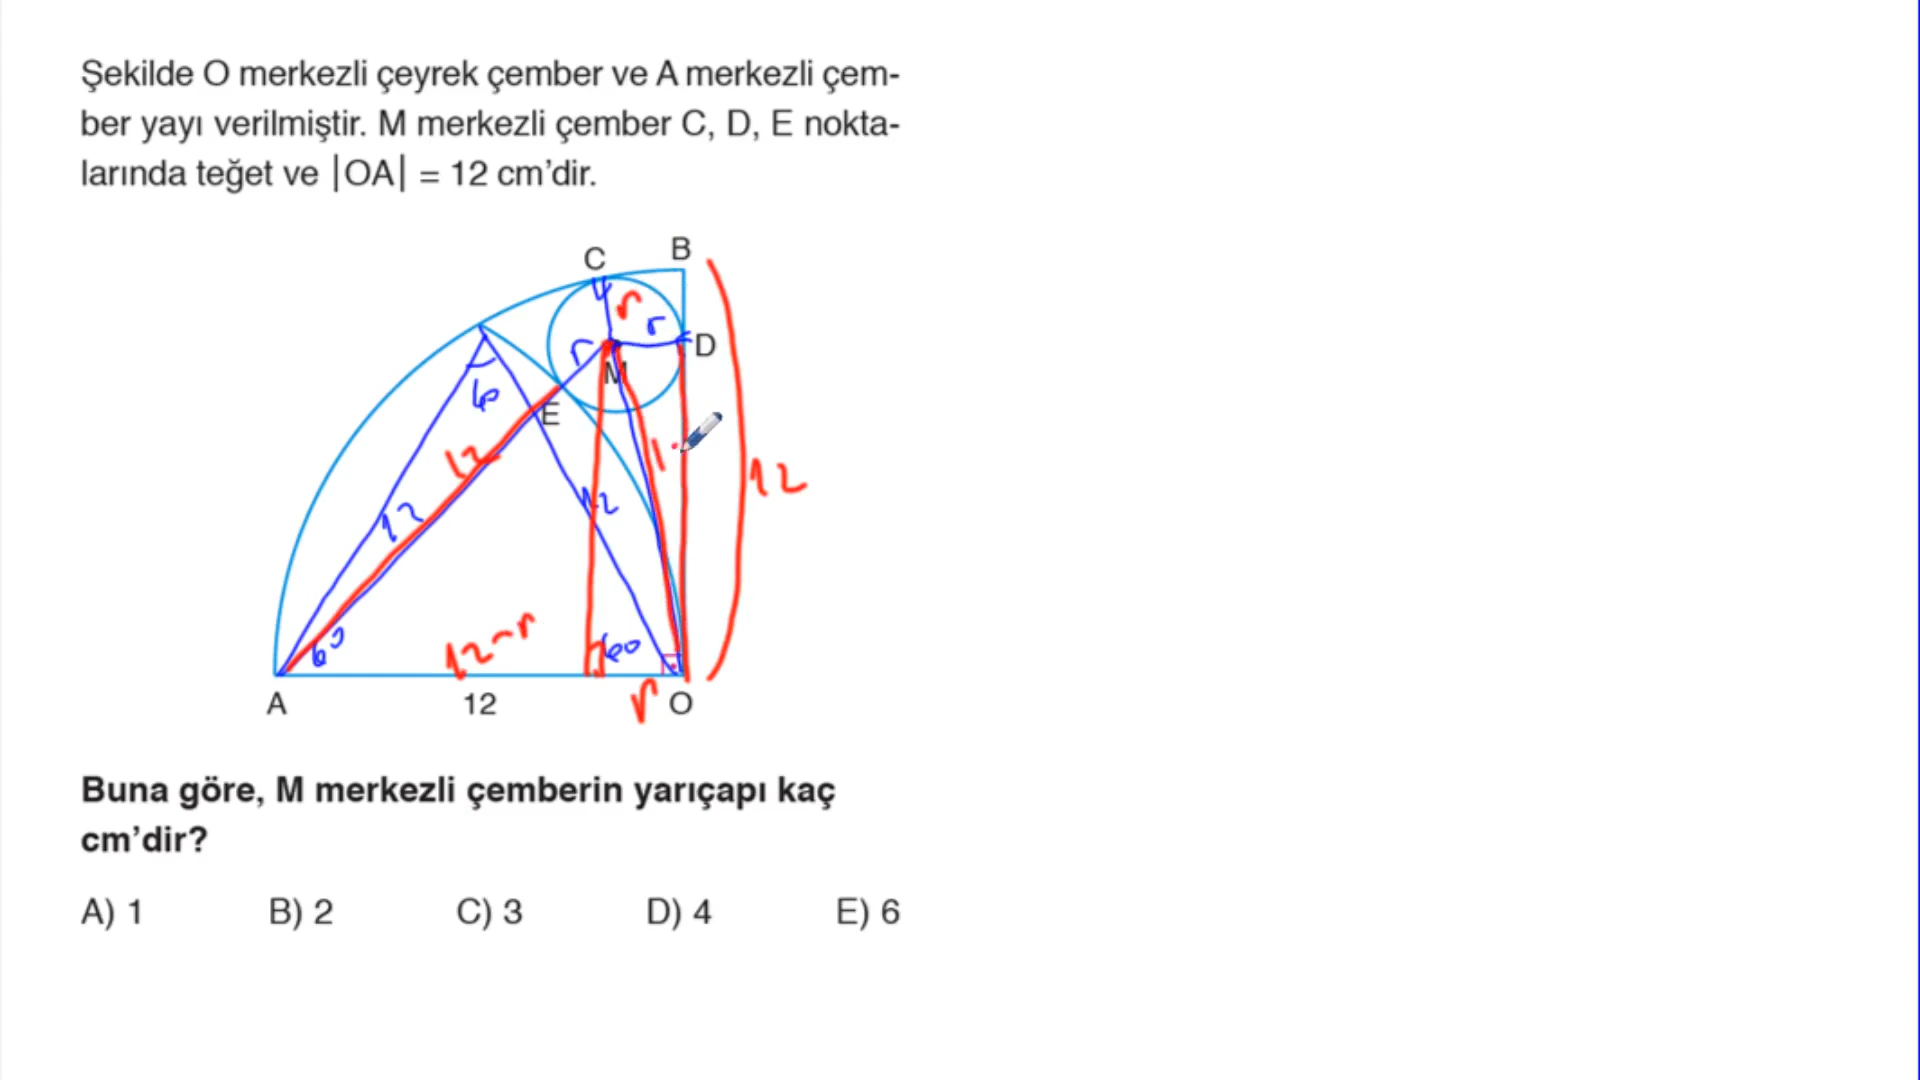 Şekilde O merkezli çeyrek çember ve A merkezli çem-
ber yayı verilmiştir. M merkezli çember C, D, E nokta-
larında teğet ve |OA| = 12 cm’dir.
B
C
r
r
D
r
M
60
E
12
12
12
12
1
60
12-r
60
A
12
r
O
Buna göre, M merkezli çemberin yarıçapı kaç
cm’dir?
A) 1 B) 2 C) 3 D) 4 E) 6